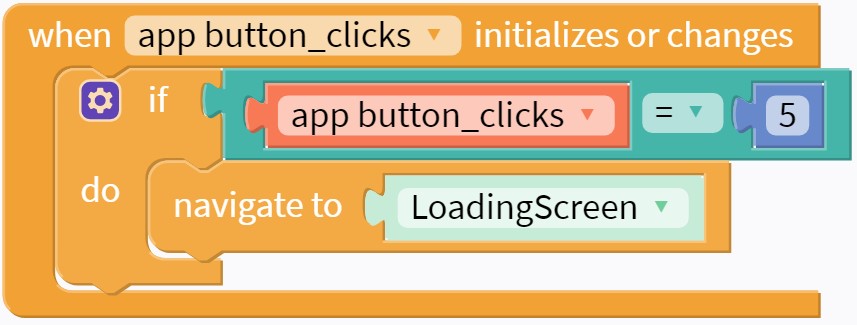 when app button_clicks ▼ initializes or changes
if app button_clicks ▼ = ▼ 5
do navigate to LoadingScreen ▼